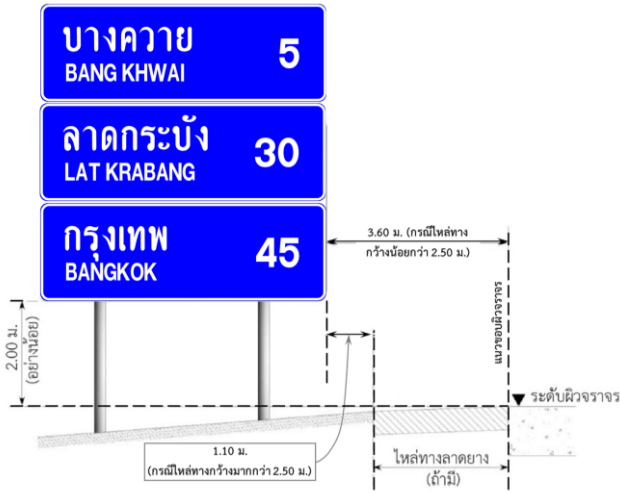 บางควาย 5
BANG KHWAI
ลาดกระบัง 30
LAT KRABANG
กรุงเทพ 45
BANGKOK
3.60 ม. (กรณีไหล่ทาง
กว้างน้อยกว่า 2.50 ม.)
2.00 ม.
(อย่างน้อย)
แนวขอบผิวจราจร
ระดับผิวจราจร
1.10 ม.
(กรณีไหล่ทางกว้างมากกว่า 2.50 ม.)
ไหล่ทางลาดยาง
(ถ้ามี)